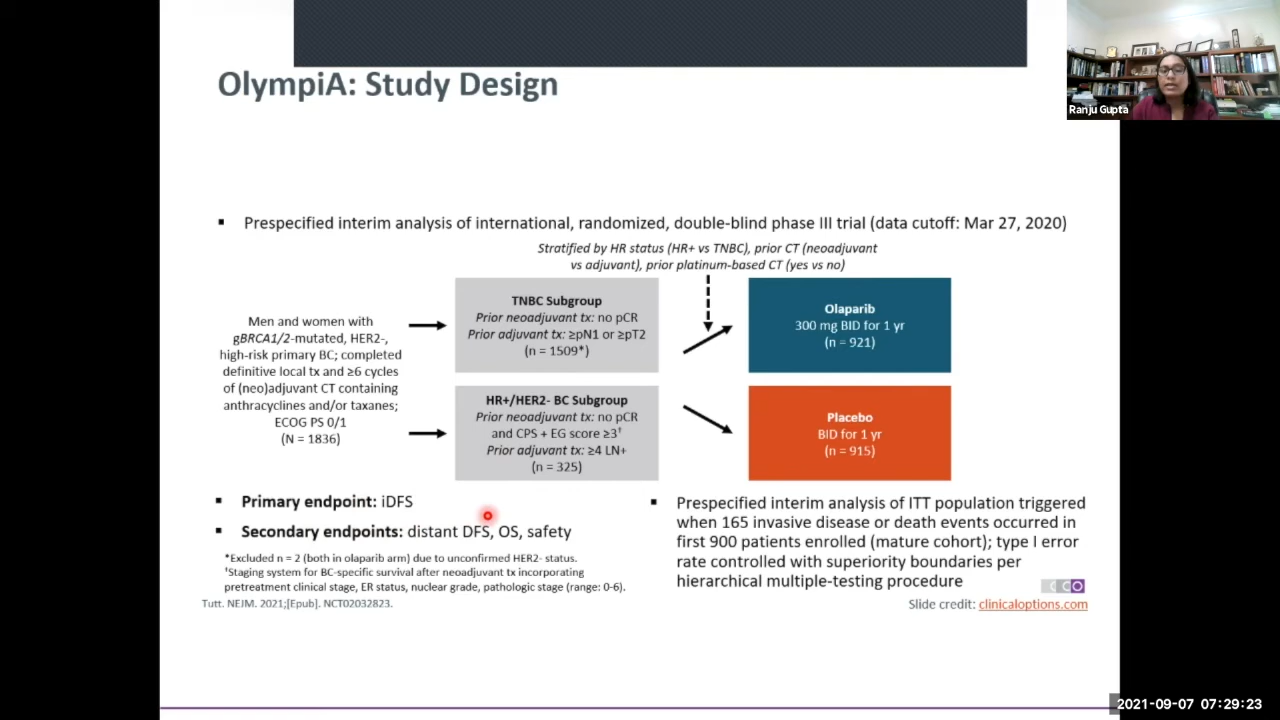 OlympiA: Study Design
Ranju Gupta
▪ Prespecified interim analysis of international, randomized, double-blind phase III trial (data cutoff: Mar 27, 2020)
Stratified by HR status (HR+ vs TNBC), prior CT (neoadjuvant
vs adjuvant), prior platinum-based CT (yes vs no)
Men and women with
gBRCA1/2-mutated, HER2-,
high-risk primary BC; completed
definitive local tx and ≥6 cycles
of (neo)adjuvant CT containing
anthracyclines and/or taxanes;
ECOG PS 0/1
(N = 1836)
TNBC Subgroup
Prior neoadjuvant tx: no pCR
Prior adjuvant tx: ≥pN1 or ≥pT2
(n = 1509*)
HR+/HER2- BC Subgroup
Prior neoadjuvant tx: no pCR
and CPS + EG score ≥3†
Prior adjuvant tx: ≥4 LN+
(n = 325)
Olaparib
300 mg BID for 1 yr
(n = 921)
Placebo
BID for 1 yr
(n = 915)
▪ Primary endpoint: iDFS
▪ Secondary endpoints: distant DFS, OS, safety
*Excluded n = 2 (both in olaparib arm) due to unconfirmed HER2- status.
†Staging system for BC-specific survival after neoadjuvant tx incorporating
pretreatment clinical stage, ER status, nuclear grade, pathologic stage (range: 0-6).
Tutt. NEJM. 2021;[Epub]. NCT02032823.
▪ Prespecified interim analysis of ITT population triggered
when 165 invasive disease or death events occurred in
first 900 patients enrolled (mature cohort); type I error
rate controlled with superiority boundaries per
hierarchical multiple-testing procedure
CCO
Slide credit: clinicaloptions.com
2021-09-07 07:29:23